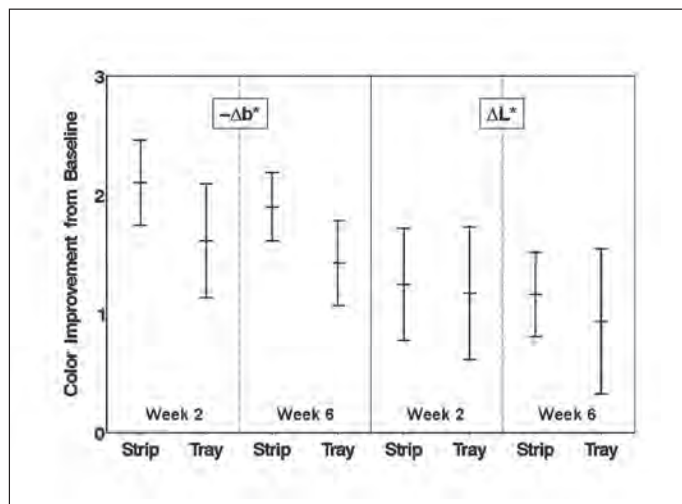 Color Improvement from Baseline
3
2
1
0
−Δb*
ΔL*
Week 2
Week 6
Week 2
Week 6
Strip
Tray
Strip
Tray
Strip
Tray
Strip
Tray